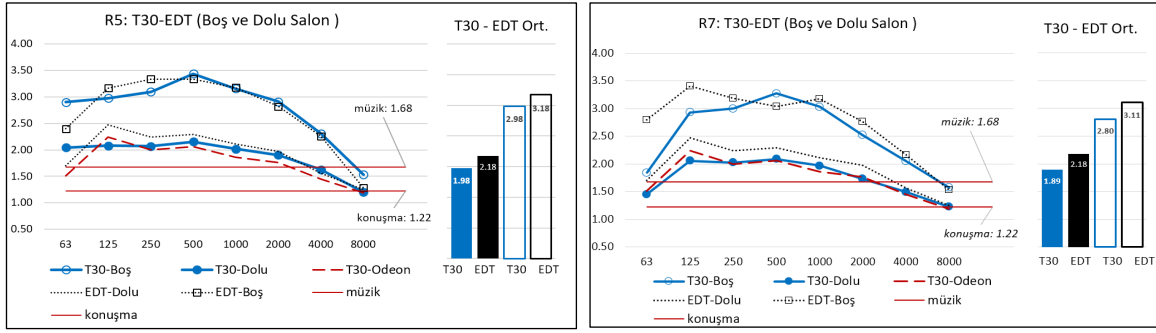 R5: T30-EDT (Boş ve Dolu Salon )
T30 - EDT Ort.
4.00
3.50
3.00
2.50
2.00
1.50
1.00
0.50
müzik: 1.68
konuşma: 1.22
63 125 250 500 1000 2000 4000 8000
1.98
2.18
2.98
3.18
T30 EDT T30 EDT
T30-Boş T30-Dolu T30-Odeon
EDT-Dolu EDT-Boş müzik
konuşma
R7: T30-EDT (Boş ve Dolu Salon )
T30 - EDT Ort.
4.00
3.50
3.00
2.50
2.00
1.50
1.00
0.50
müzik: 1.68
konuşma: 1.22
63 125 250 500 1000 2000 4000 8000
1.89
2.18
2.80
3.11
T30 EDT T30 EDT
T30-Boş T30-Dolu T30-Odeon
EDT-Dolu EDT-Boş müzik
konuşma